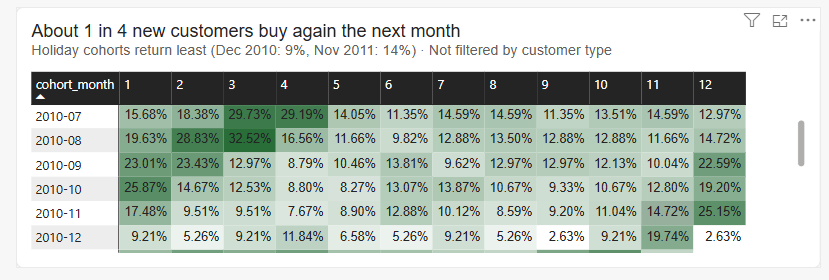 About 1 in 4 new customers buy again the next month
Holiday cohorts return least (Dec 2010: 9%, Nov 2011: 14%) · Not filtered by customer type
cohort_month 1 2 3 4 5 6 7 8 9 10 11 12
2010-07 15.68% 18.38% 29.73% 29.19% 14.05% 11.35% 14.59% 14.59% 11.35% 13.51% 14.59% 12.97%
2010-08 19.63% 28.83% 32.52% 16.56% 11.66% 9.82% 12.88% 13.50% 12.88% 12.88% 11.66% 14.72%
2010-09 23.01% 23.43% 12.97% 8.79% 10.46% 13.81% 9.62% 12.97% 12.97% 12.13% 10.04% 22.59%
2010-10 25.87% 14.67% 12.53% 8.80% 8.27% 13.07% 13.87% 10.67% 9.33% 10.67% 12.80% 19.20%
2010-11 17.48% 9.51% 9.51% 7.67% 8.90% 12.88% 10.12% 8.59% 9.20% 11.04% 14.72% 25.15%
2010-12 9.21% 5.26% 9.21% 11.84% 6.58% 5.26% 9.21% 5.26% 2.63% 9.21% 19.74% 2.63%